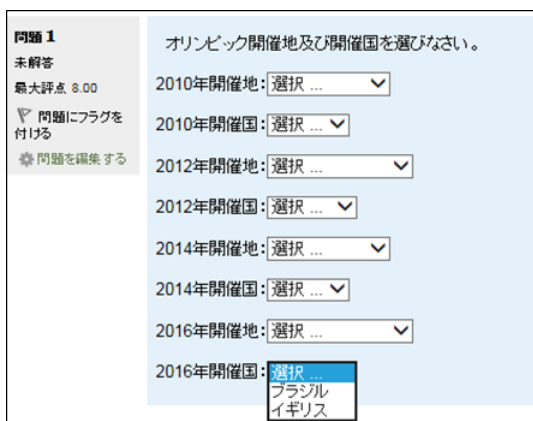 問題 1
未解答
最大評点 8.00
問題にフラグを
付ける
問題を編集する
オリンピック開催地及び開催国を選びなさい。
2010年開催地:選択 ...
2010年開催国:選択 ...
2012年開催地:選択 ...
2012年開催国:選択 ...
2014年開催地:選択 ...
2014年開催国:選択 ...
2016年開催地:選択 ...
2016年開催国:選択 ...
ブラジル
イギリス